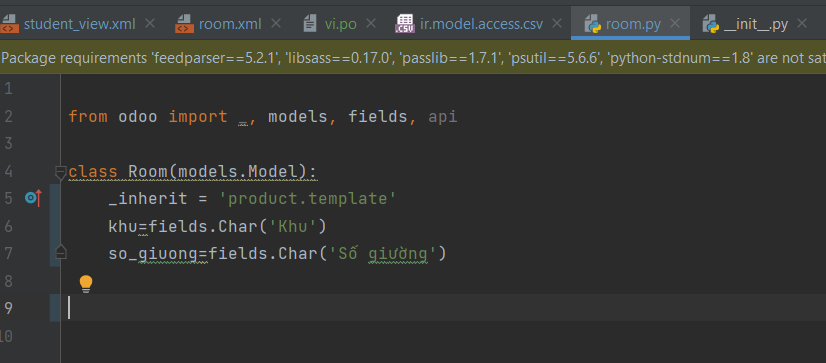 student_view.xml room.xml vi.po ir.model.access.csv room.py __init__.py
Package requirements 'feedparser==5.2.1', 'libsass==0.17.0', 'passlib==1.7.1', 'psutil==5.6.6', 'python-stdnum==1.8' are not sat
1
2 from odoo import _, models, fields, api
3
4 class Room(models.Model):
5 _inherit = 'product.template'
6 khu=fields.Char('Khu')
7 so_giuong=fields.Char('Số giường')
8
9
10